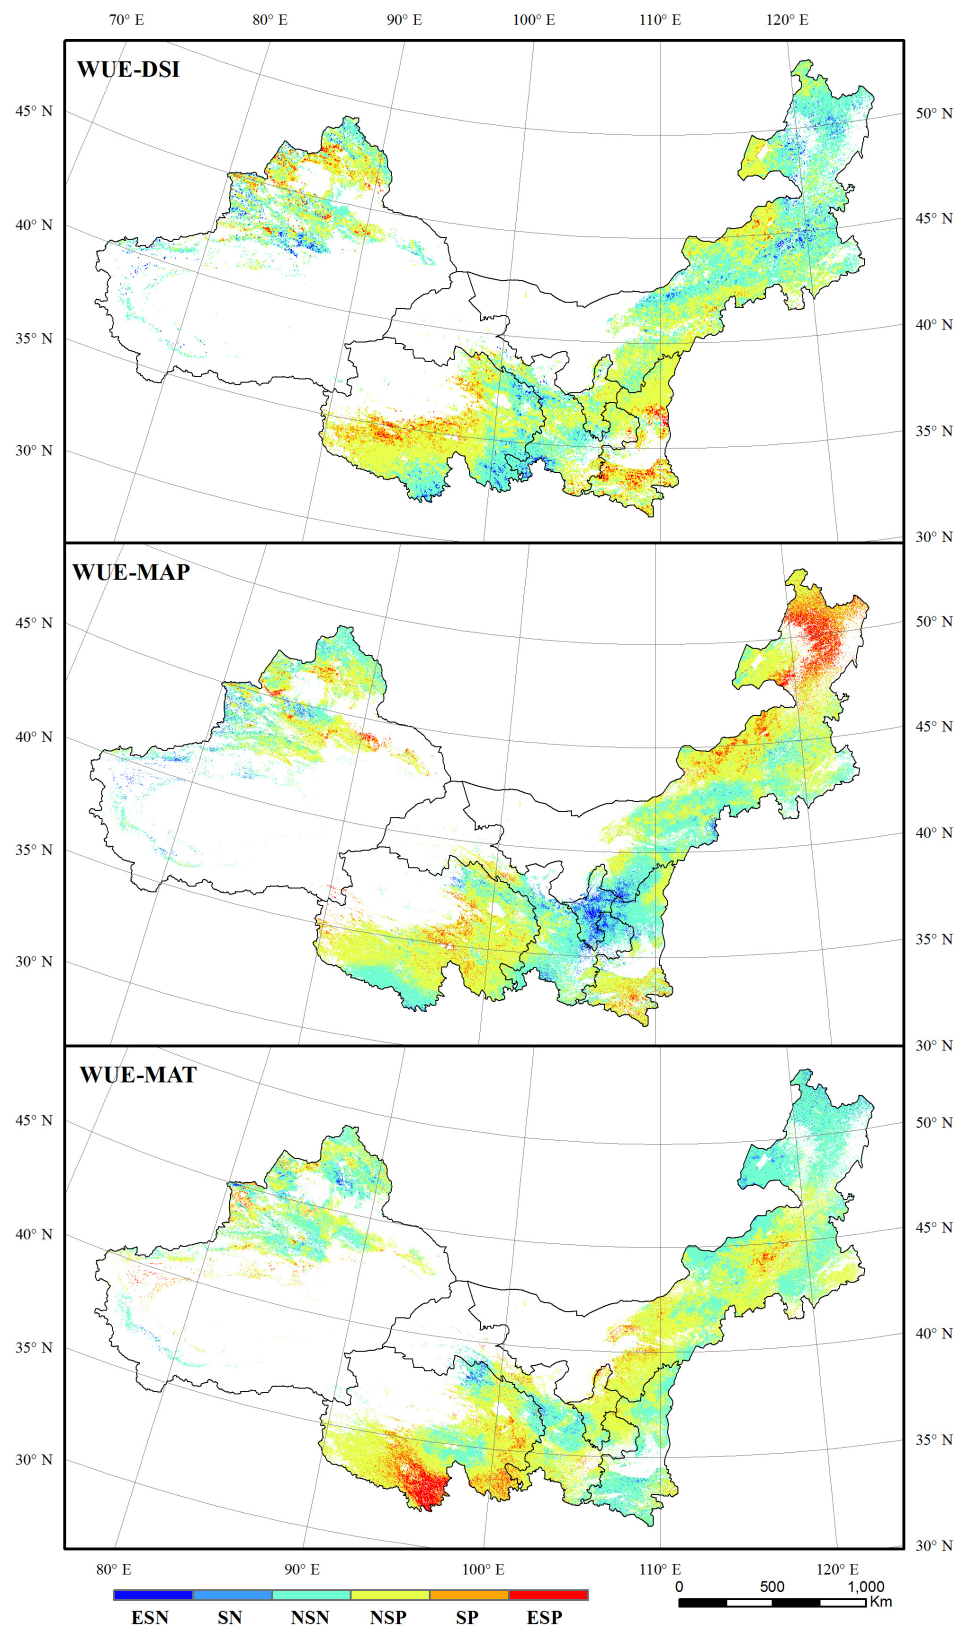 70° E 80° E 90° E 100° E 110° E 120° E
WUE-DSI
45° N
40° N
35° N
30° N
50° N
45° N
40° N
35° N
30° N
WUE-MAP
45° N
40° N
35° N
30° N
50° N
45° N
40° N
35° N
30° N
WUE-MAT
45° N
40° N
35° N
30° N
50° N
45° N
40° N
35° N
30° N
80° E 90° E 100° E 110° E 120° E
ESN SN NSN NSP SP ESP
0 500 1,000
Km